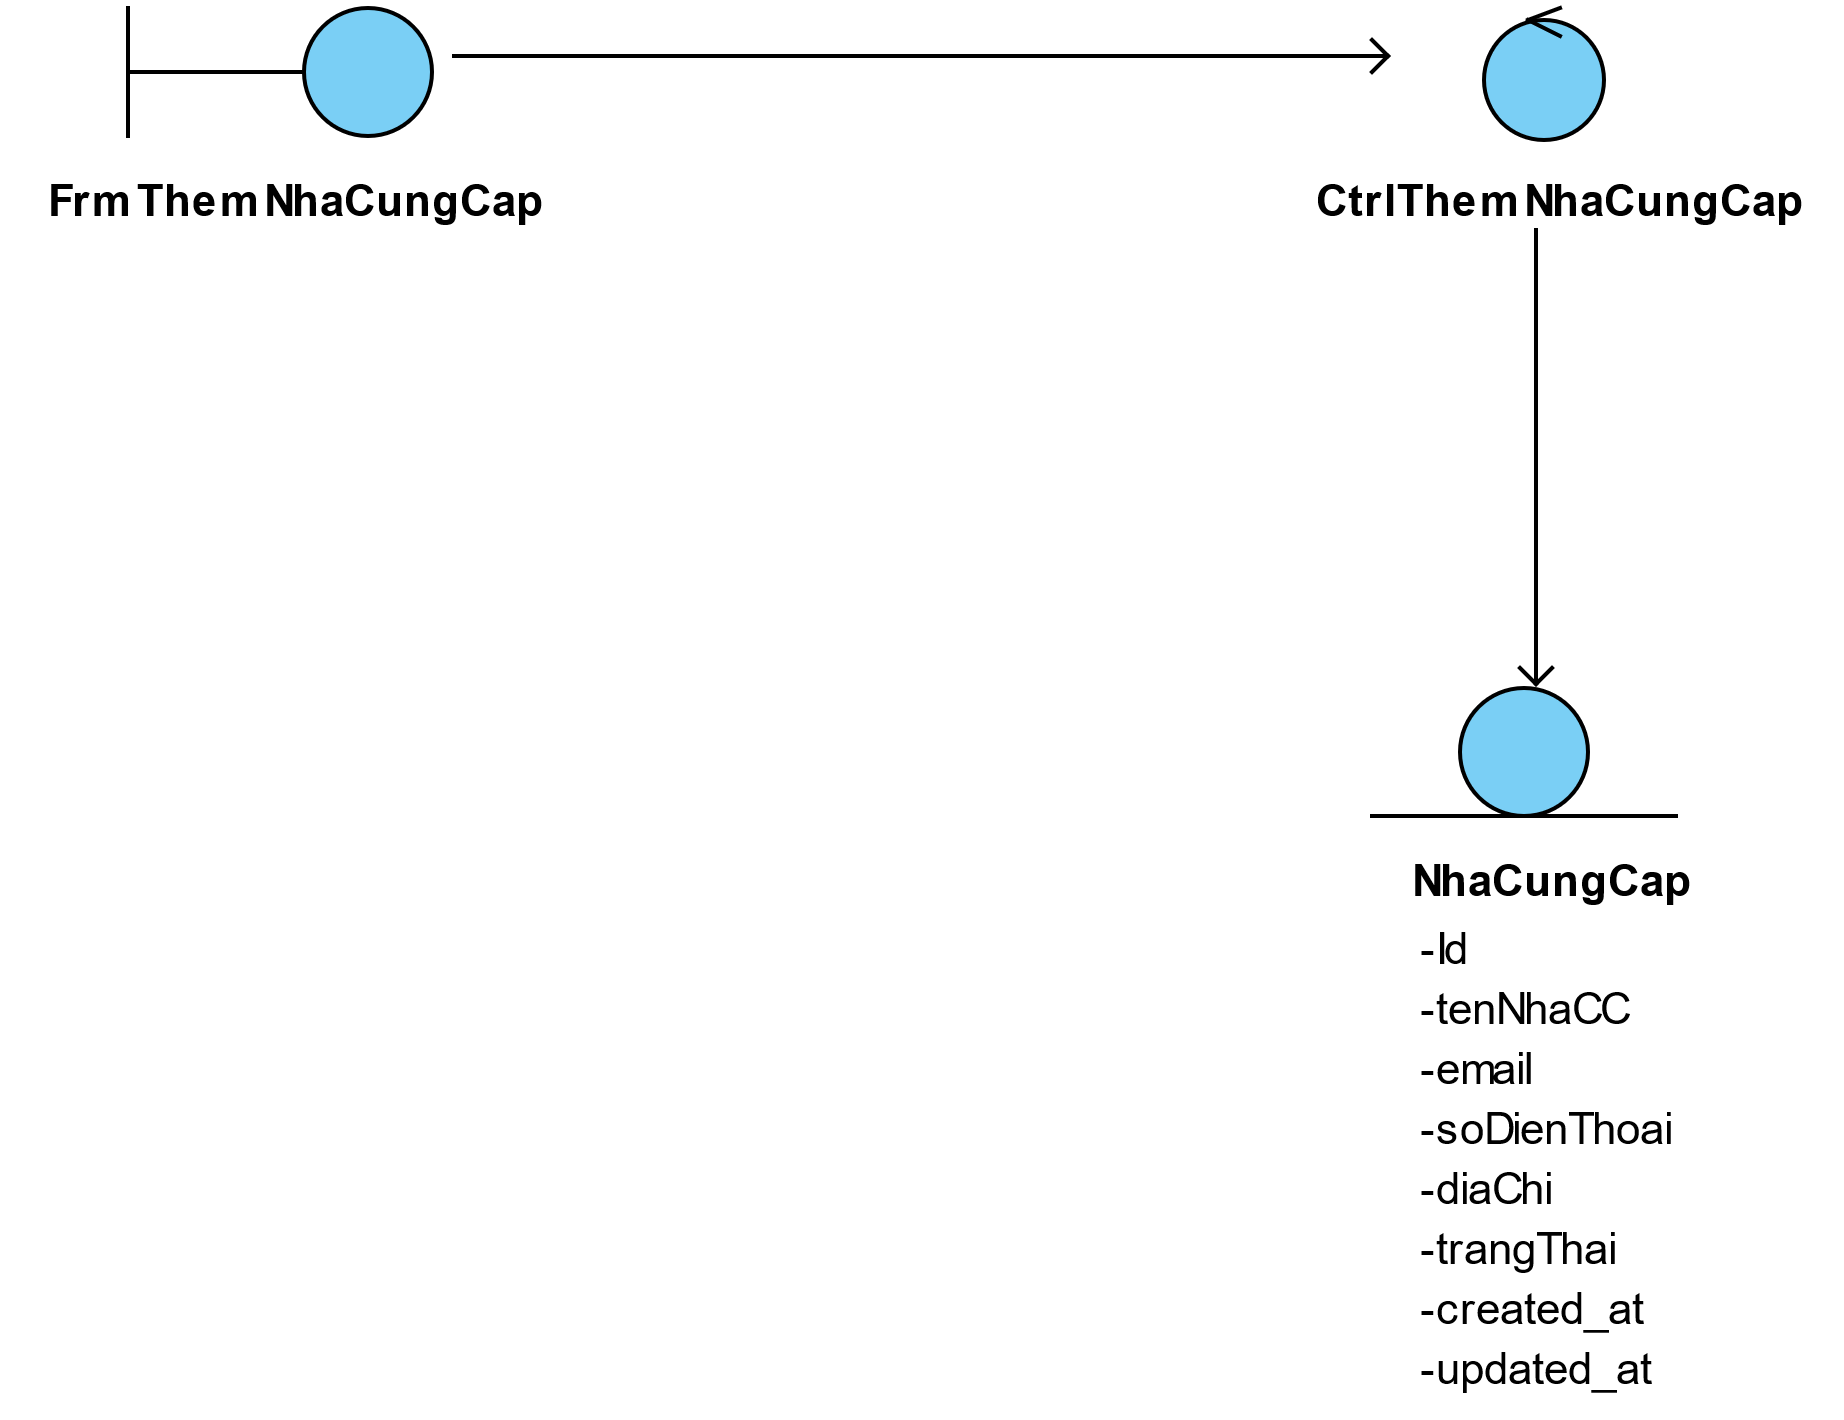 FrmThemNhaCungCap
CtrlThemNhaCungCap
NhaCungCap
-Id
-tenNhaCC
-email
-soDienThoai
-diaChi
-trangThai
-created_at
-updated_at